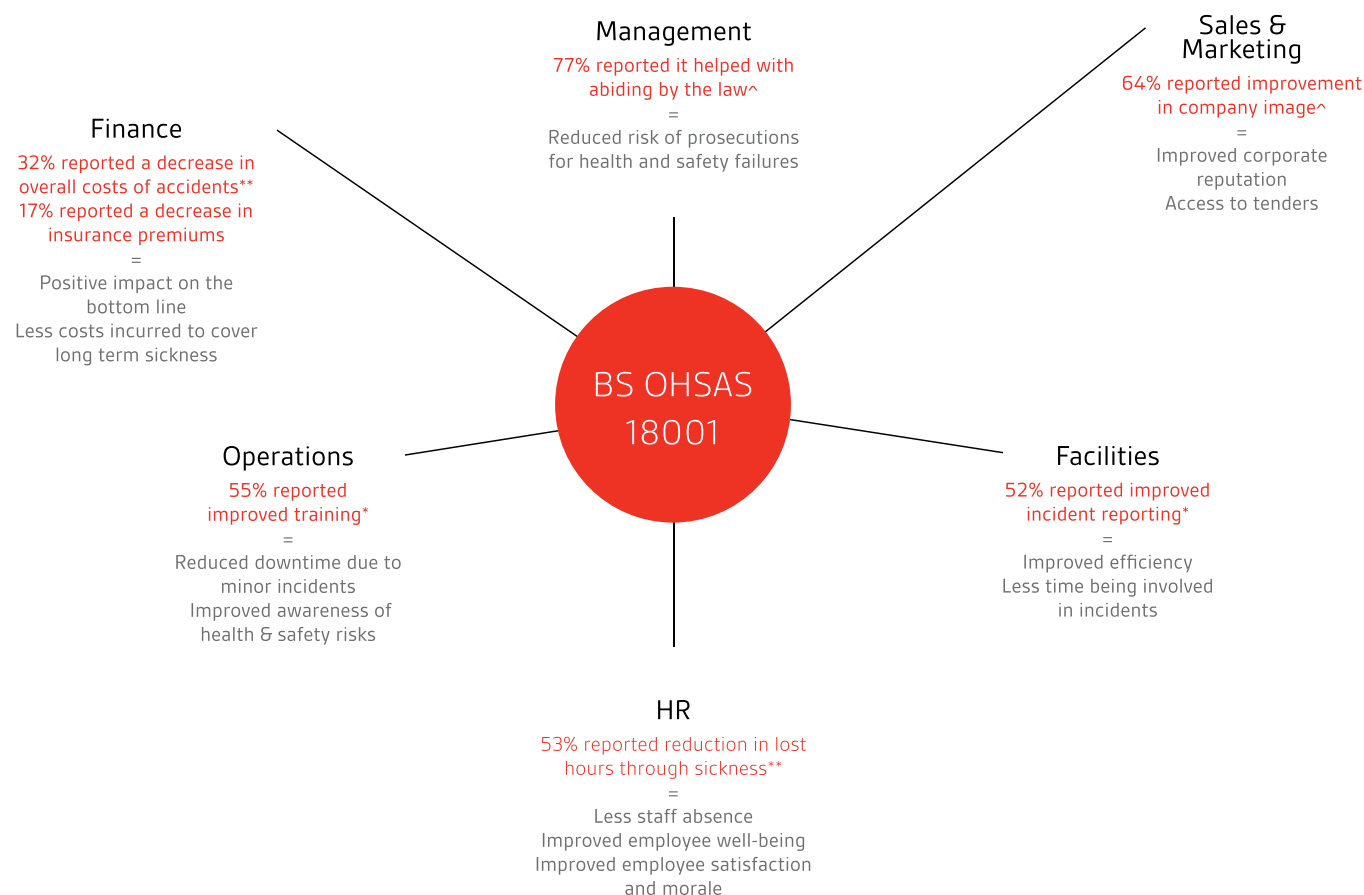 Management
77% reported it helped with
abiding by the law^
=
Reduced risk of prosecutions
for health and safety failures
Sales &
Marketing
64% reported improvement
in company image^
=
Improved corporate
reputation
Access to tenders
Finance
32% reported a decrease in
overall costs of accidents**
17% reported a decrease in
insurance premiums
=
Positive impact on the
bottom line
Less costs incurred to cover
long term sickness
BS OHSAS
18001
Operations
55% reported
improved training*
=
Reduced downtime due to
minor incidents
Improved awareness of
health & safety risks
Facilities
52% reported improved
incident reporting*
=
Improved efficiency
Less time being involved
in incidents
HR
53% reported reduction in lost
hours through sickness**
=
Less staff absence
Improved employee well-being
Improved employee satisfaction
and morale